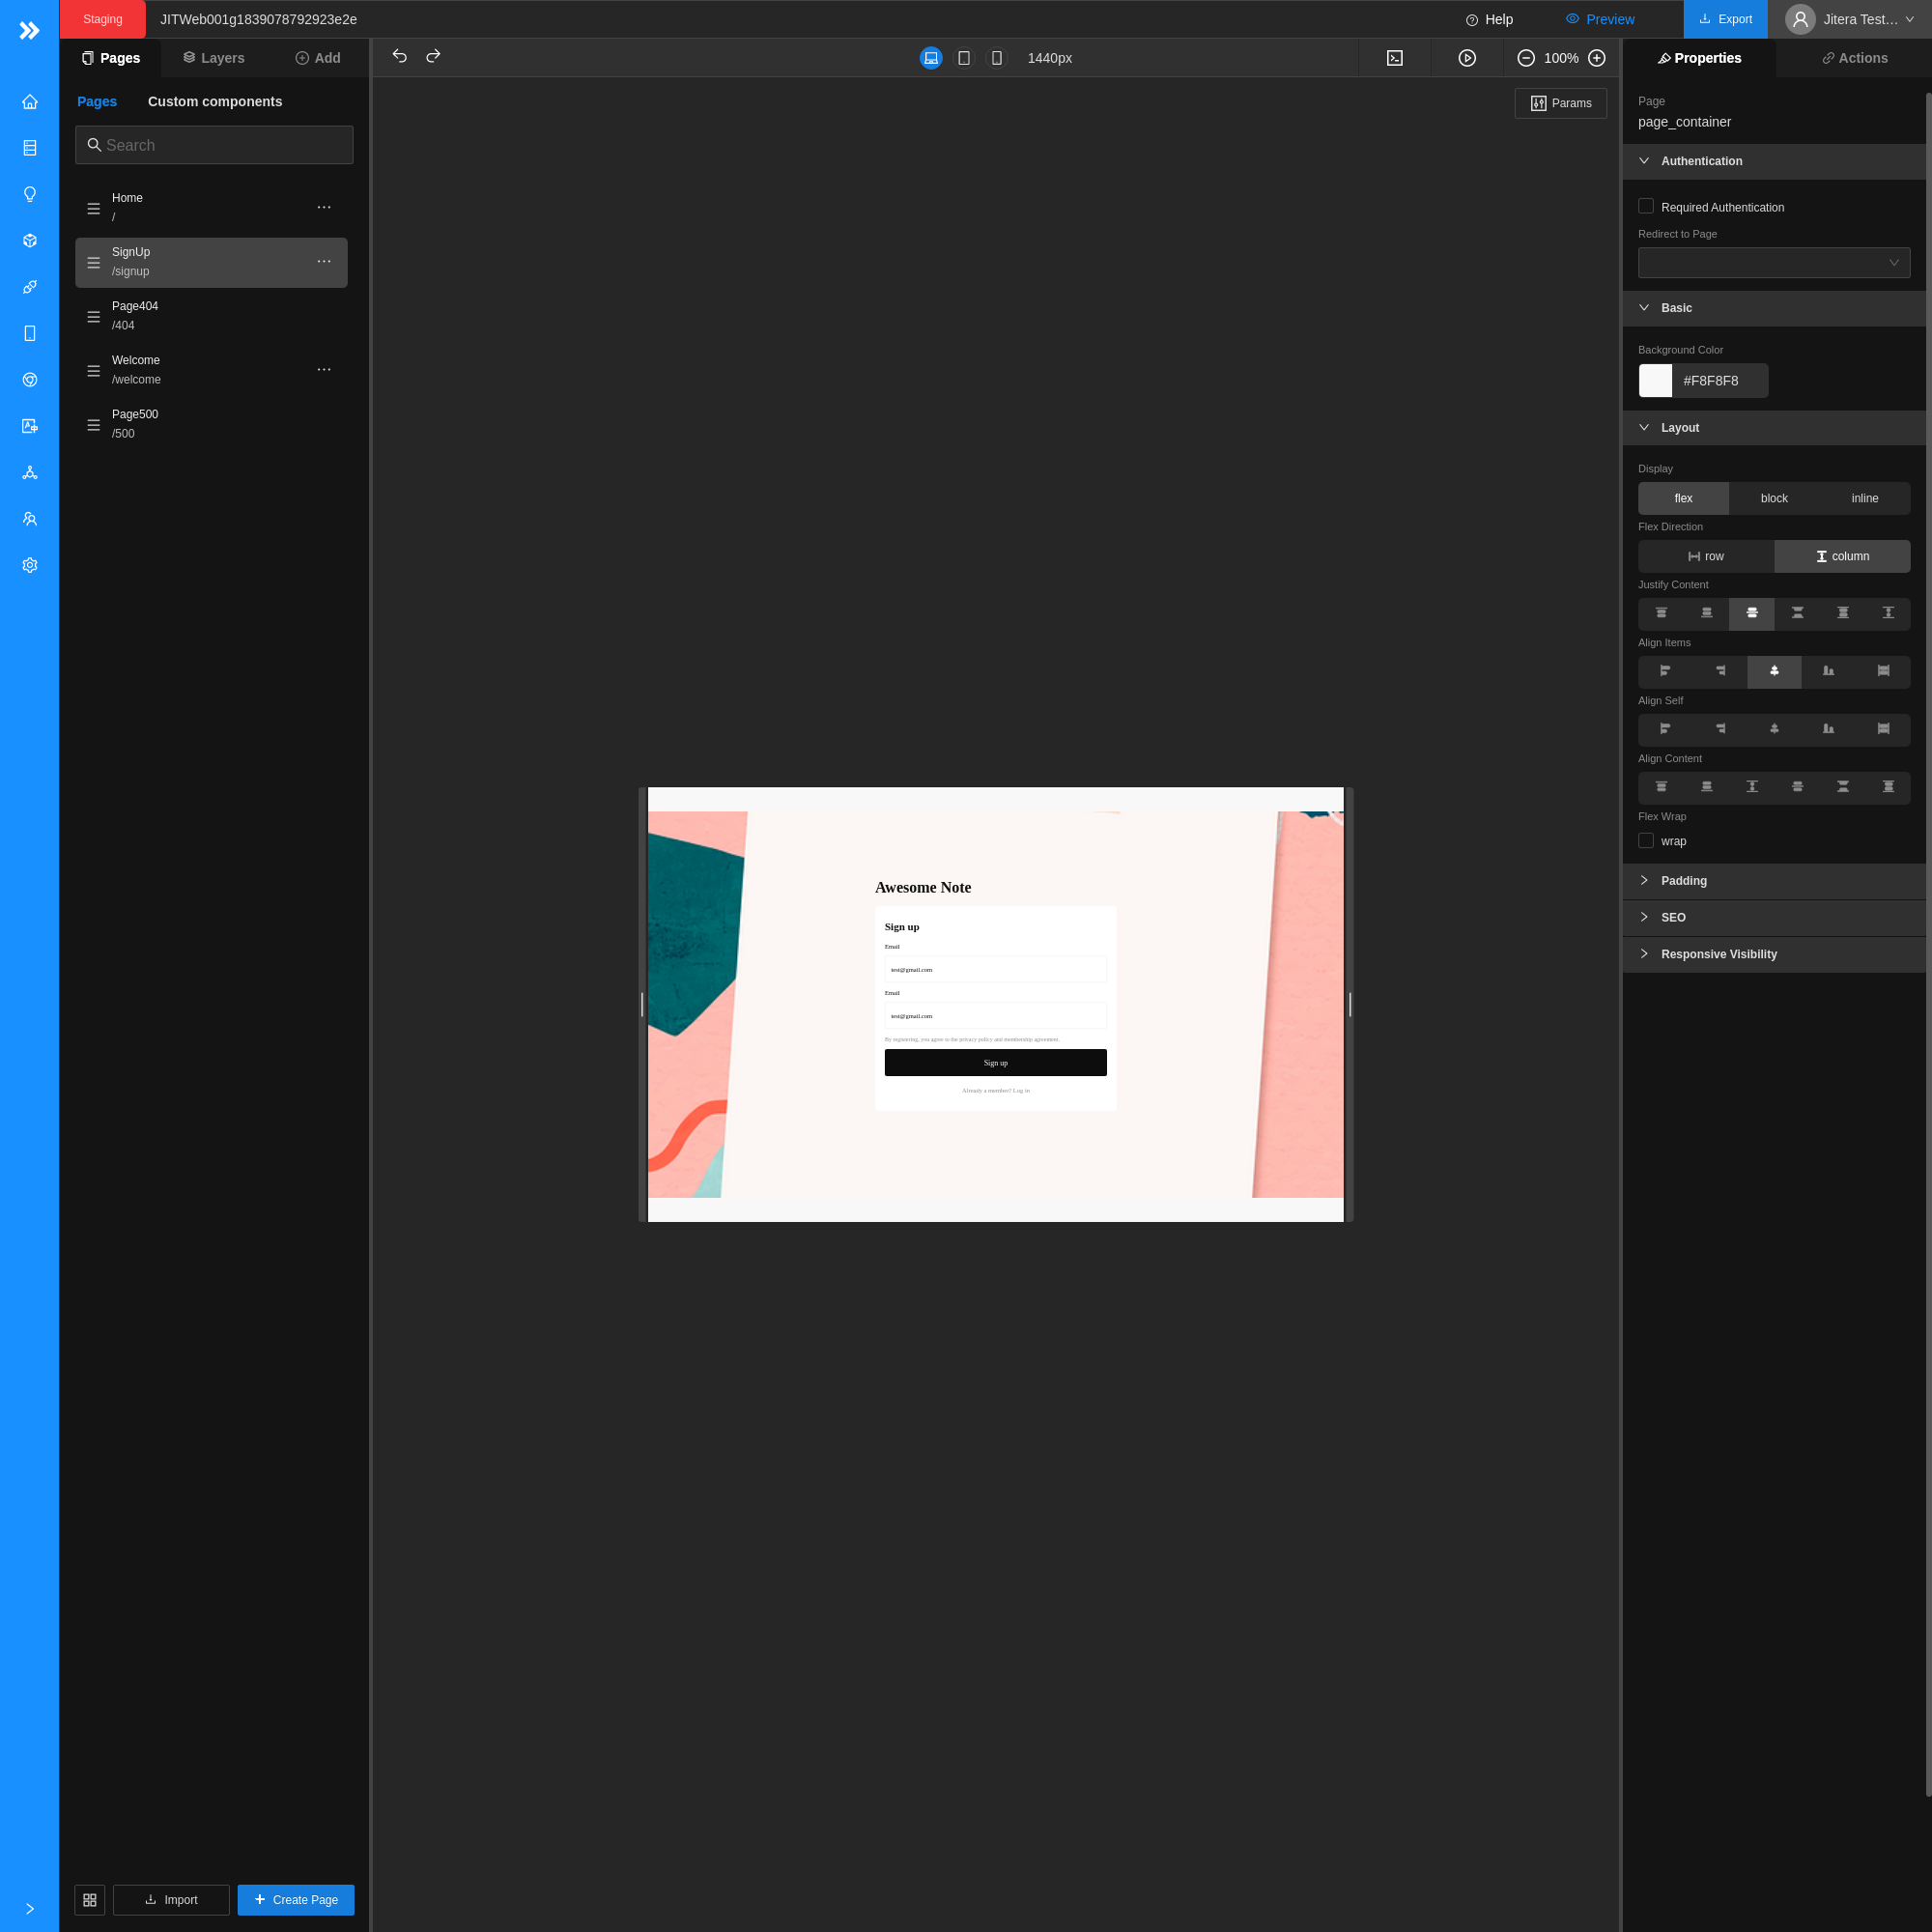 Staging
JITWeb001g1839078792923e2e
Help
Preview
Export
Jitera Test...
Pages
Layers
Add
1440px
100%
Properties
Actions
Pages
Custom components
Search
Home
/
SignUp
/signup
Page404
/404
Welcome
/welcome
Page500
/500
Import
Create Page
Params
Awesome Note
Sign up
Email
test@gmail.com
Email
test@gmail.com
By registering, you agree to the privacy policy and membership agreement.
Sign up
Already a member? Log in
Page
page_container
Authentication
Required Authentication
Redirect to Page
Basic
Background Color
#F8F8F8
Layout
Display
flex
block
inline
Flex Direction
row
column
Justify Content
Align Items
Align Self
Align Content
Flex Wrap
wrap
Padding
SEO
Responsive Visibility